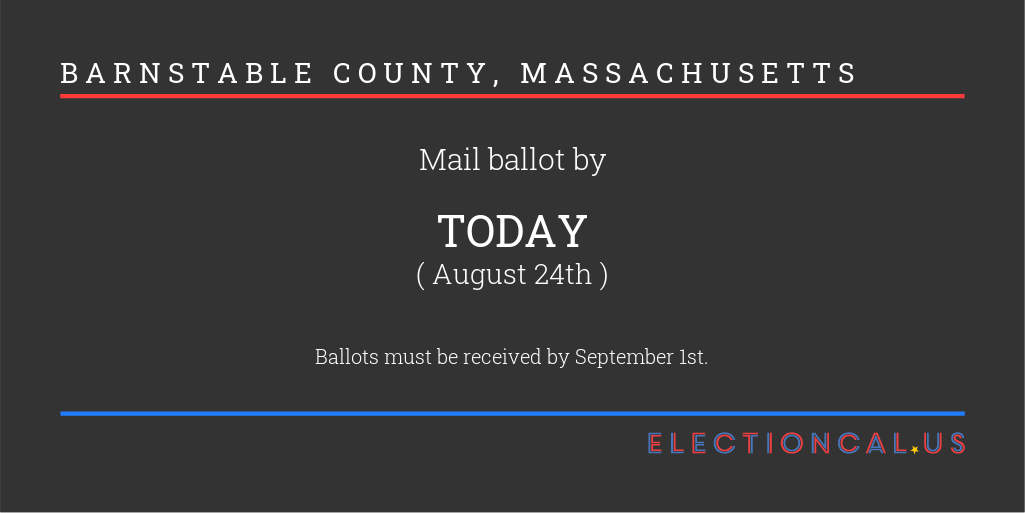 BARNSTABLE COUNTY, MASSACHUSETTS
Mail ballot by
TODAY
( August 24th )
Ballots must be received by September 1st.
ELECTIONCAL.US